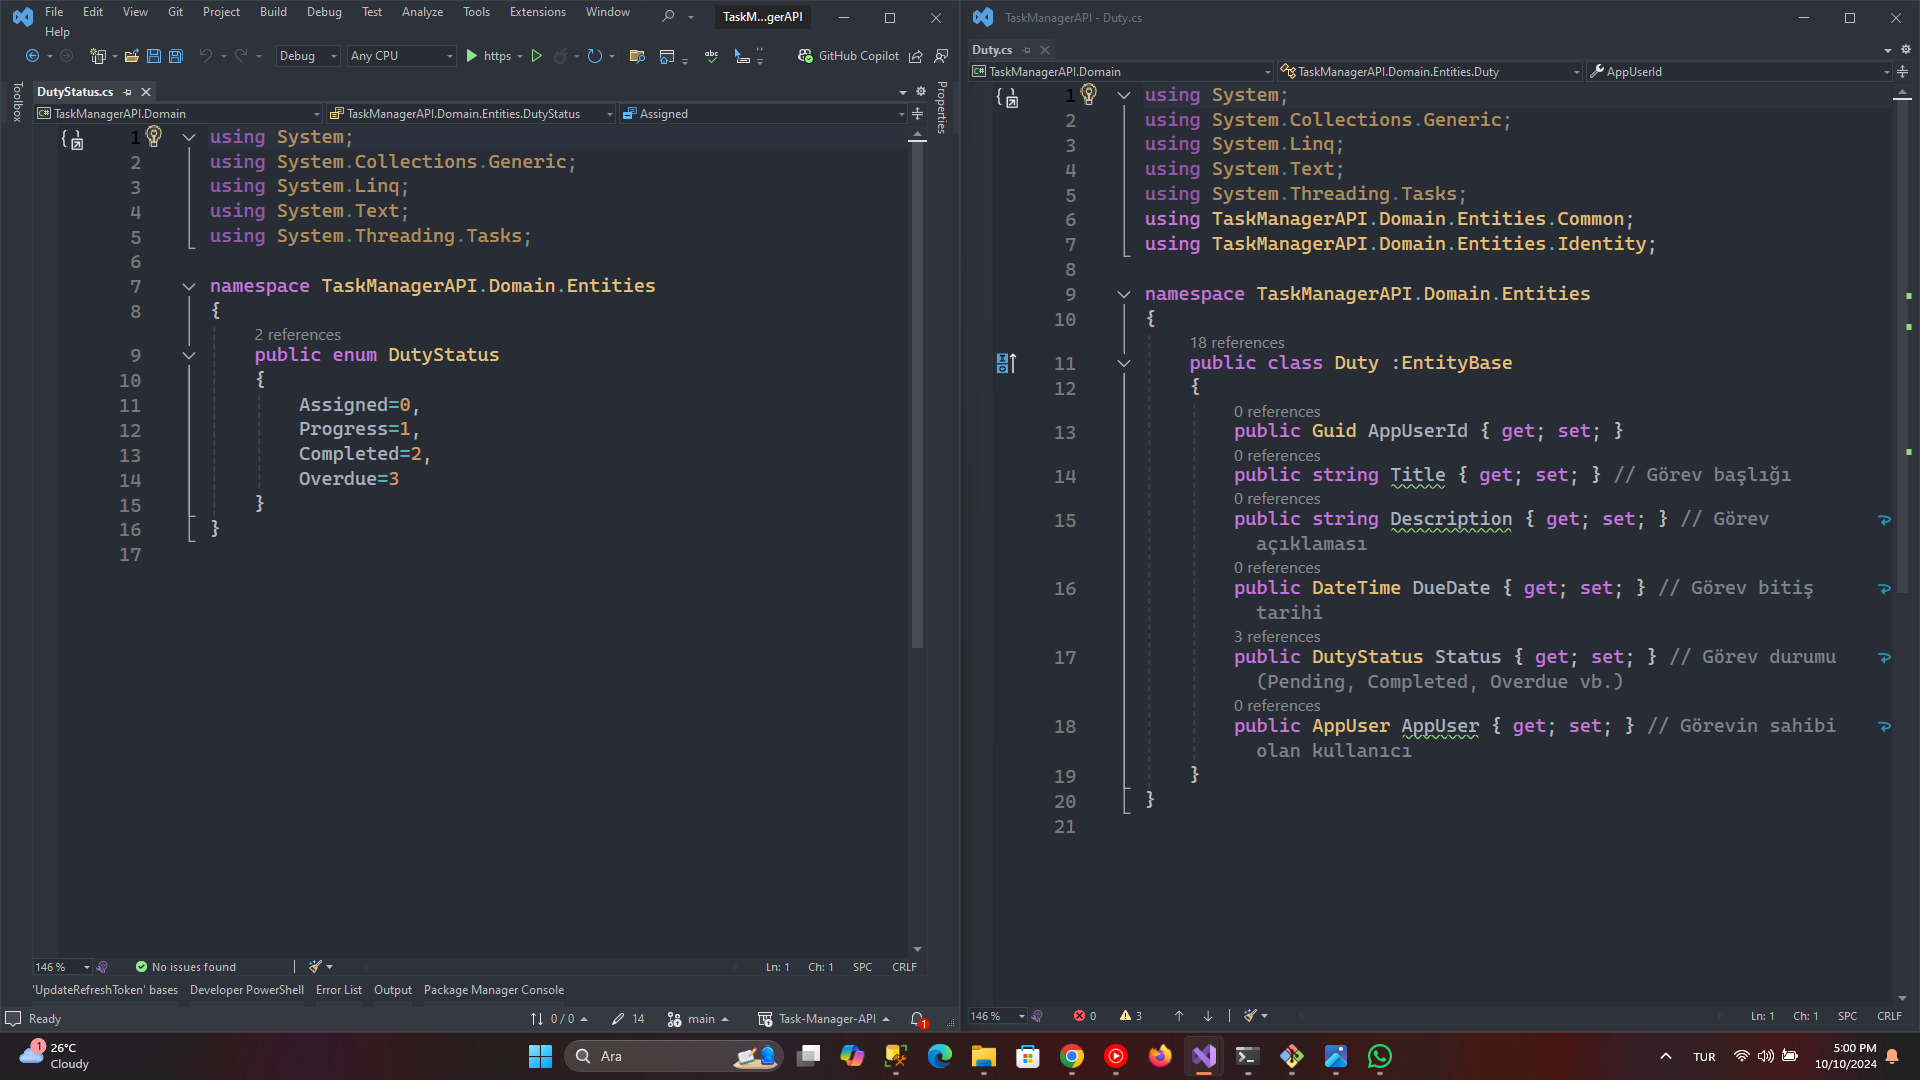 File Edit View Git Project Build Debug Test Analyze Tools Extensions Window
TaskM...gerAPI
Help
Debug
Any CPU
https
abc
GitHub Copilot
Toolbox
Properties
DutyStatus.cs
C# TaskManagerAPI.Domain
TaskManagerAPI.Domain.Entities.DutyStatus
Assigned
1 using System;
2 using System.Collections.Generic;
3 using System.Linq;
4 using System.Text;
5 using System.Threading.Tasks;
6
7 namespace TaskManagerAPI.Domain.Entities
8 {
2 references
9 public enum DutyStatus
10 {
11 Assigned=0,
12 Progress=1,
13 Completed=2,
14 Overdue=3
15 }
16 }
17
146 %
No issues found
Ln: 1 Ch: 1 SPC CRLF
'UpdateRefreshToken' bases Developer PowerShell Error List Output Package Manager Console
Ready
0 / 0
14
main
Task-Manager-API
1
TaskManagerAPI - Duty.cs
Duty.cs
C# TaskManagerAPI.Domain
TaskManagerAPI.Domain.Entities.Duty
AppUserId
1 using System;
2 using System.Collections.Generic;
3 using System.Linq;
4 using System.Text;
5 using System.Threading.Tasks;
6 using TaskManagerAPI.Domain.Entities.Common;
7 using TaskManagerAPI.Domain.Entities.Identity;
8
9 namespace TaskManagerAPI.Domain.Entities
10 {
18 references
11 public class Duty :EntityBase
12 {
0 references
13 public Guid AppUserId { get; set; }
0 references
14 public string Title { get; set; } // Görev başlığı
0 references
15 public string Description { get; set; } // Görev
açıklaması
0 references
16 public DateTime DueDate { get; set; } // Görev bitiş
tarihi
3 references
17 public DutyStatus Status { get; set; } // Görev durumu
(Pending, Completed, Overdue vb.)
0 references
18 public AppUser AppUser { get; set; } // Görevin sahibi
olan kullanıcı
19 }
20 }
21
146 %
0
3
Ln: 1 Ch: 1 SPC CRLF
1
26°C
Cloudy
Ara
TUR
5:00 PM
10/10/2024